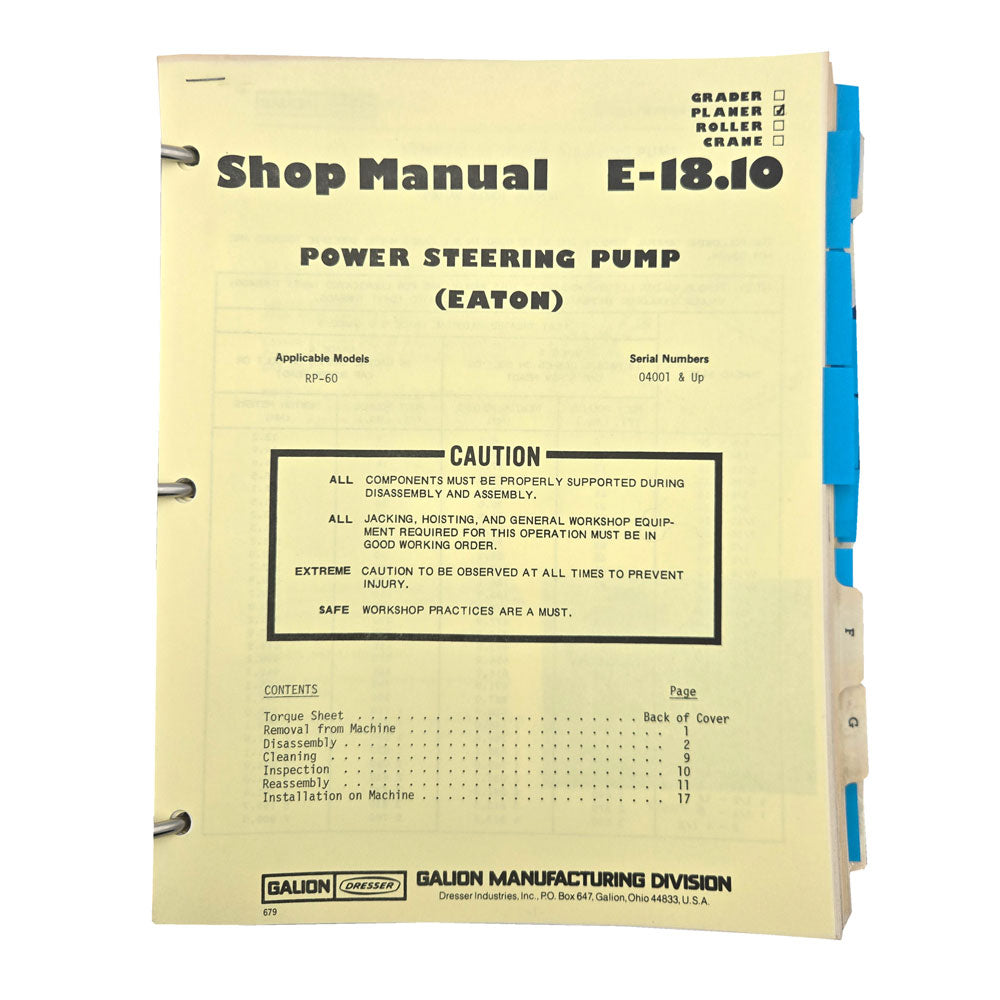 GRADER ☐
PLANER ☑
ROLLER ☐
CRANE ☐
Shop Manual E-18.10
POWER STEERING PUMP
(EATON)
Applicable Models Serial Numbers
RP-60 04001 & Up
CAUTION
ALL COMPONENTS MUST BE PROPERLY SUPPORTED DURING
DISASSEMBLY AND ASSEMBLY.
ALL JACKING, HOISTING, AND GENERAL WORKSHOP EQUIP-
MENT REQUIRED FOR THIS OPERATION MUST BE IN
GOOD WORKING ORDER.
EXTREME CAUTION TO BE OBSERVED AT ALL TIMES TO PREVENT
INJURY.
SAFE WORKSHOP PRACTICES ARE A MUST.
CONTENTS Page
Torque Sheet . . . . . . . . . . . . . . . . . . . . . . Back of Cover
Removal from Machine . . . . . . . . . . . . . . . . . . . . 1
Disassembly . . . . . . . . . . . . . . . . . . . . . . . . . 2
Cleaning . . . . . . . . . . . . . . . . . . . . . . . . . . 9
Inspection . . . . . . . . . . . . . . . . . . . . . . . . . 10
Reassembly . . . . . . . . . . . . . . . . . . . . . . . . . 11
Installation on Machine . . . . . . . . . . . . . . . . . . . 17
GALION DRESSER GALION MANUFACTURING DIVISION
Dresser Industries, Inc., P.O. Box 647, Galion, Ohio 44833, U.S.A.
679
F
G